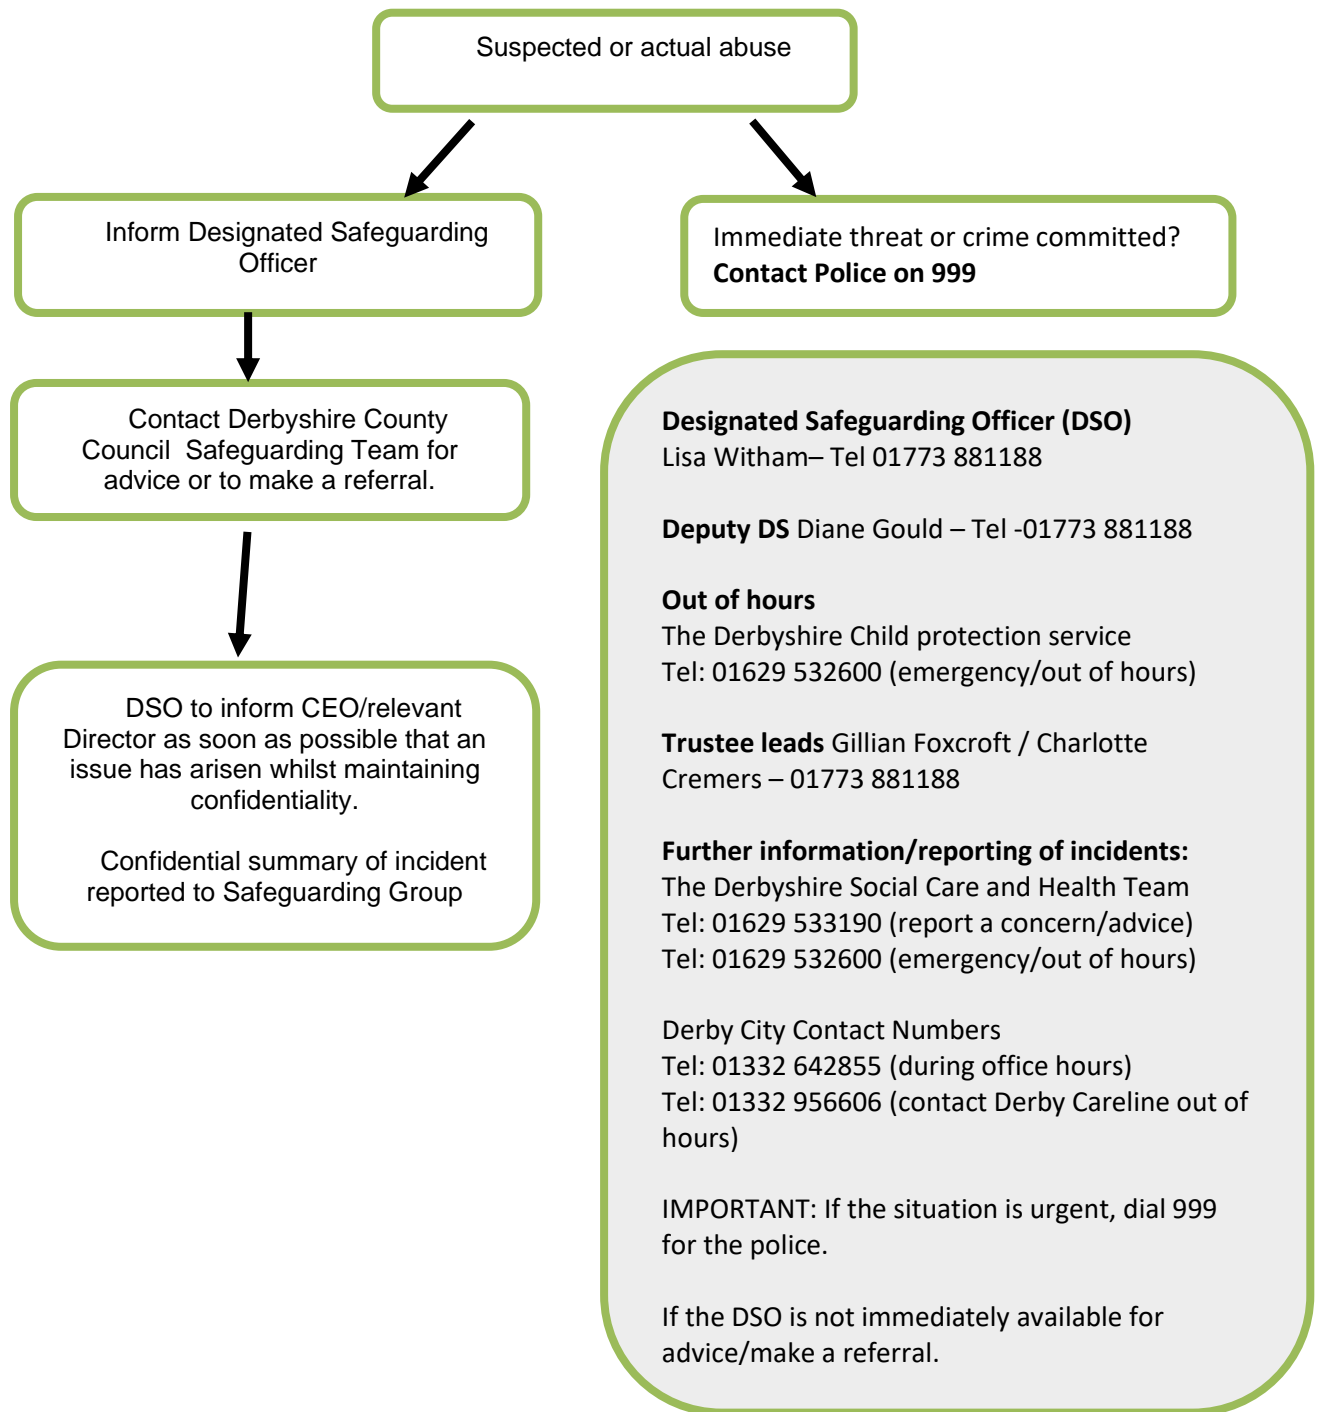 Suspected or actual abuse
Inform Designated Safeguarding
Officer
Immediate threat or crime committed?
Contact Police on 999
Contact Derbyshire County
Council  Safeguarding Team for
advice or to make a referral.
DSO to inform CEO/relevant
Director as soon as possible that an
issue has arisen whilst maintaining
confidentiality.
Confidential summary of incident
reported to Safeguarding Group
Designated Safeguarding Officer (DSO)
Lisa Witham– Tel 01773 881188
Deputy DS Diane Gould – Tel -01773 881188
Out of hours
The Derbyshire Child protection service
Tel: 01629 532600 (emergency/out of hours)
Trustee leads Gillian Foxcroft / Charlotte
Cremers – 01773 881188
Further information/reporting of incidents:
The Derbyshire Social Care and Health Team
Tel: 01629 533190 (report a concern/advice)
Tel: 01629 532600 (emergency/out of hours)
Derby City Contact Numbers
Tel: 01332 642855 (during office hours)
Tel: 01332 956606 (contact Derby Careline out of
hours)
IMPORTANT: If the situation is urgent, dial 999
for the police.
If the DSO is not immediately available for
advice/make a referral.